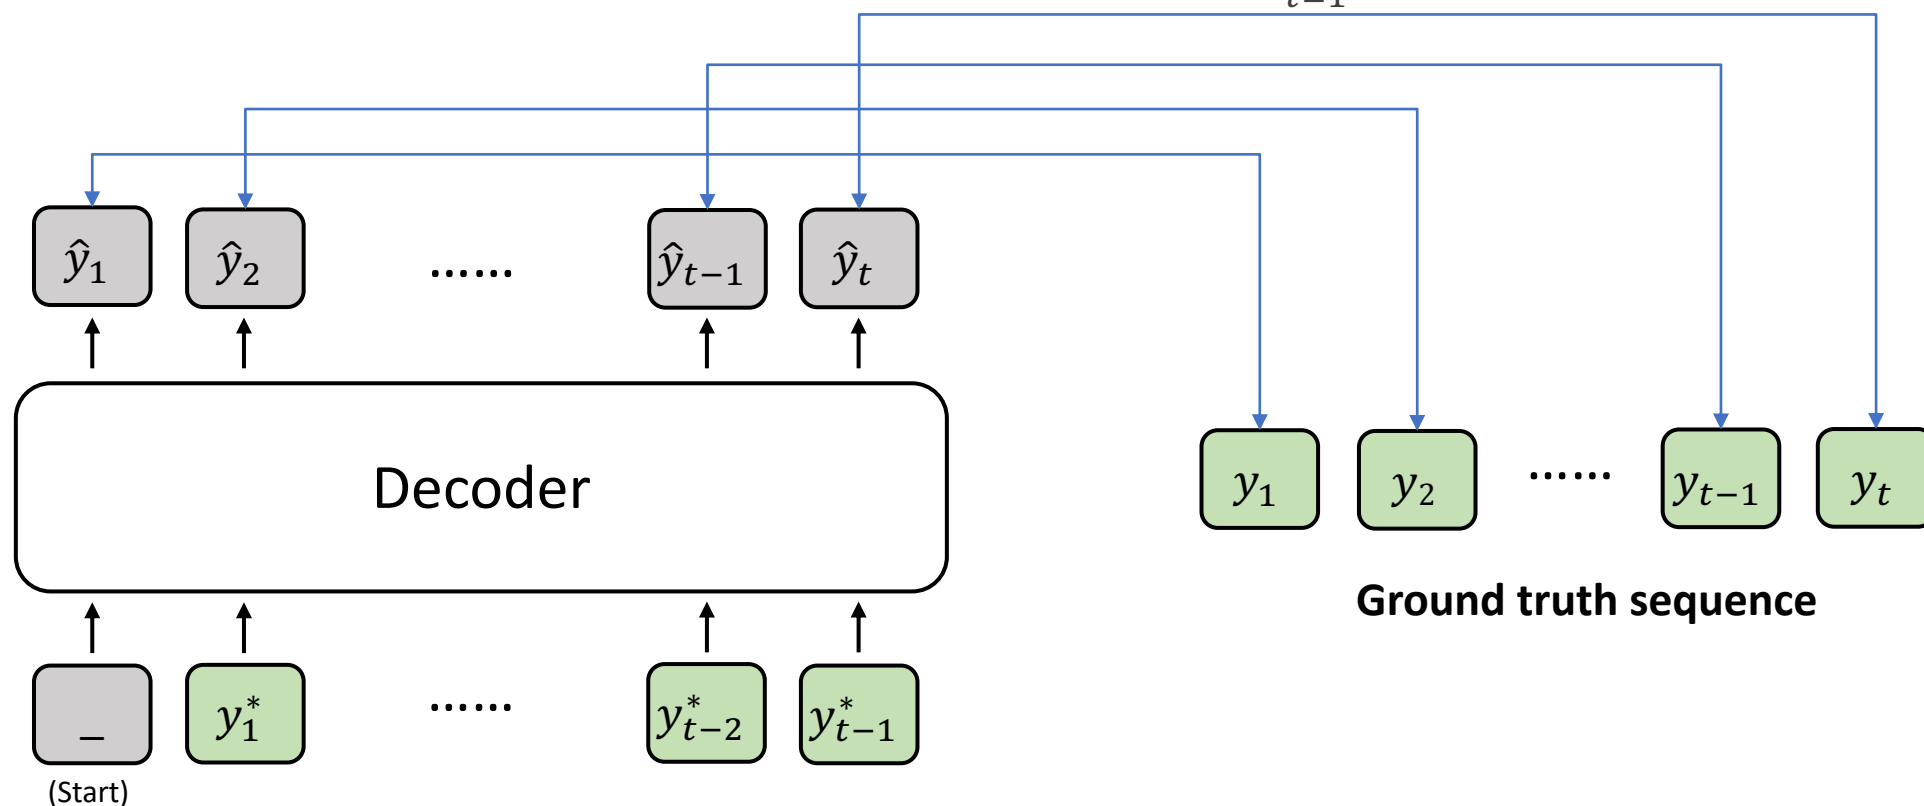 t=1
ŷ₁ ŷ₂ ...... ŷₜ₋₁ ŷₜ
Decoder
y₁ y₂ ...... yₜ₋₁ yₜ
Ground truth sequence
_ y₁* ...... yₜ₋₂* yₜ₋₁*
(Start)